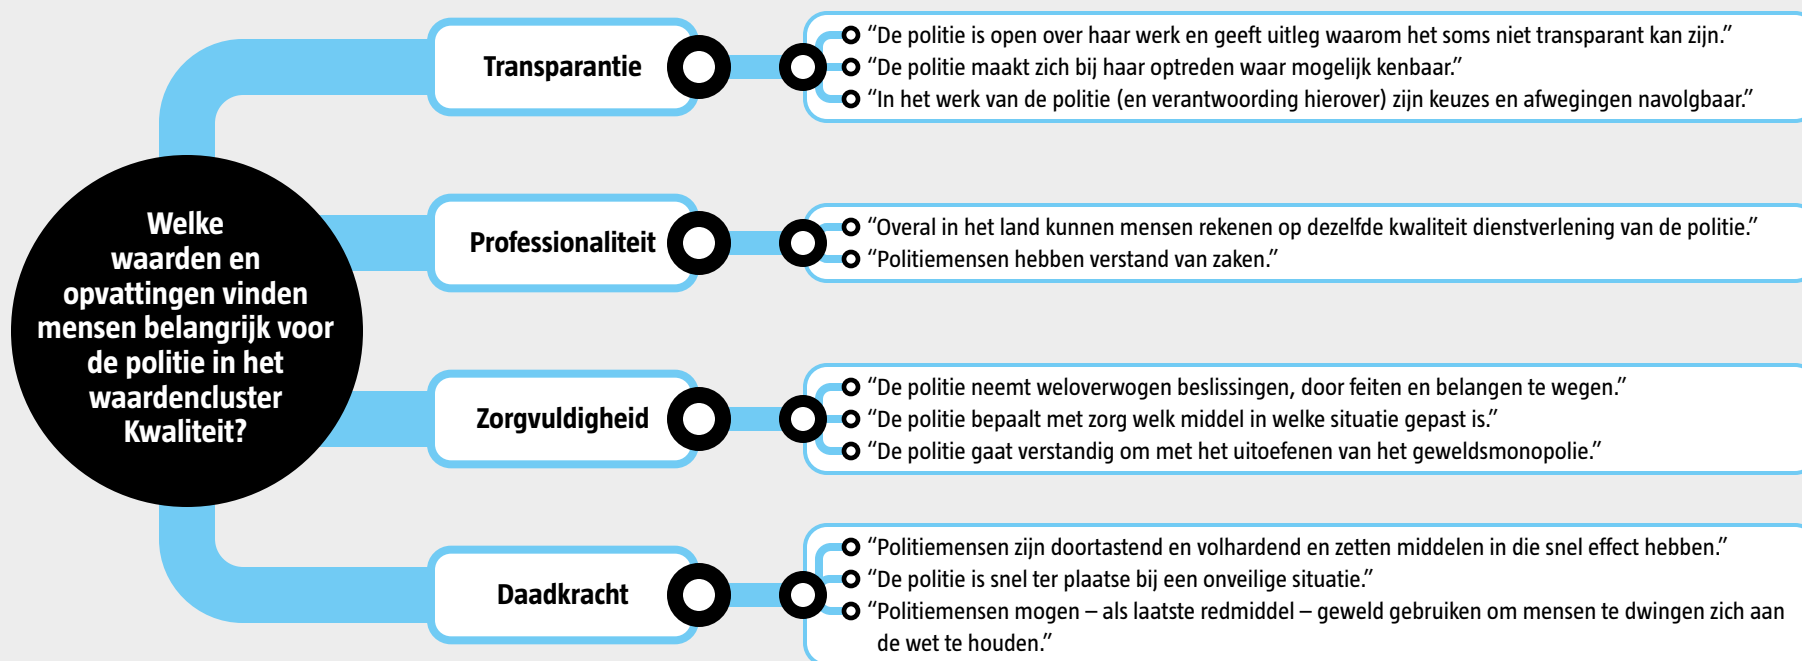 Welke
waarden en
opvattingen vinden
mensen belangrijk voor
de politie in het
waardencluster
Kwaliteit?
Transparantie
“De politie is open over haar werk en geeft uitleg waarom het soms niet transparant kan zijn.”
“De politie maakt zich bij haar optreden waar mogelijk kenbaar.”
“In het werk van de politie (en verantwoording hierover) zijn keuzes en afwegingen navolgbaar.”
Professionaliteit
“Overal in het land kunnen mensen rekenen op dezelfde kwaliteit dienstverlening van de politie.”
“Politiemensen hebben verstand van zaken.”
Zorgvuldigheid
“De politie neemt weloverwogen beslissingen, door feiten en belangen te wegen.”
“De politie bepaalt met zorg welk middel in welke situatie gepast is.”
“De politie gaat verstandig om met het uitoefenen van het geweldsmonopolie.”
Daadkracht
“Politiemensen zijn doortastend en volhardend en zetten middelen in die snel effect hebben.”
“De politie is snel ter plaatse bij een onveilige situatie.”
“Politiemensen mogen – als laatste redmiddel – geweld gebruiken om mensen te dwingen zich aan
de wet te houden.”